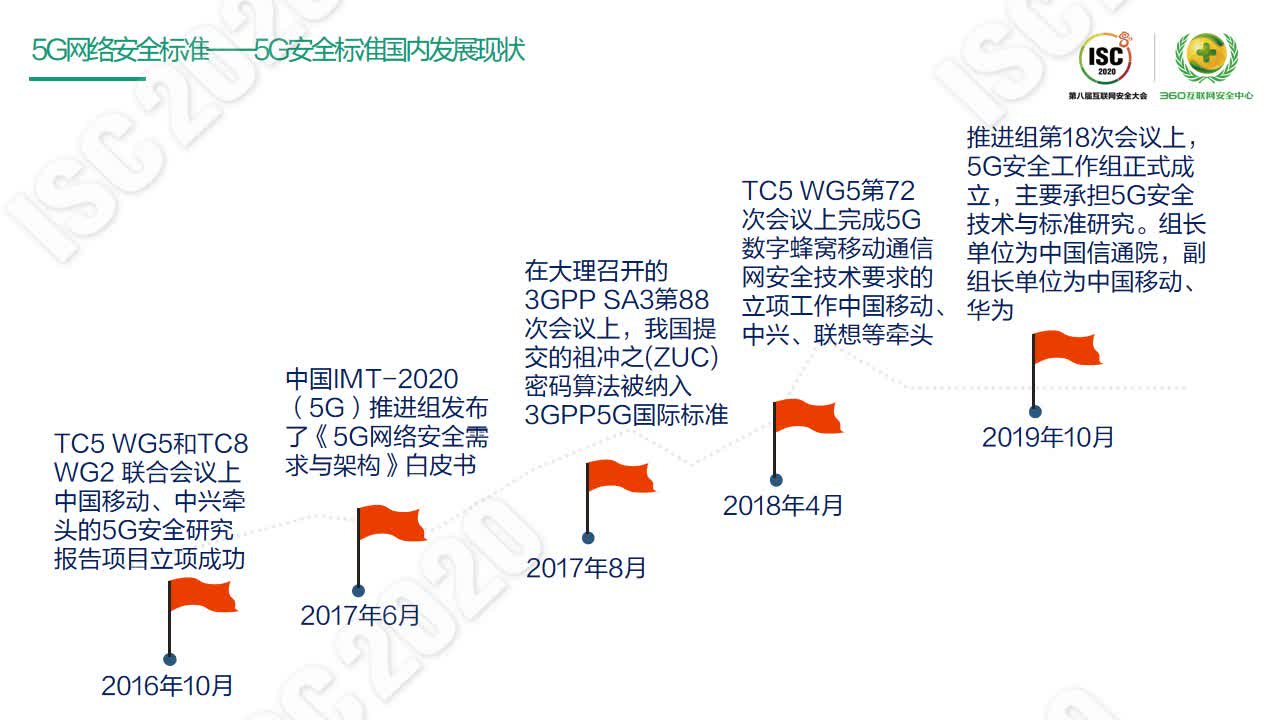 5G网络安全标准——5G安全标准国内发展现状
ISC
2020
第八届互联网安全大会
360互联网安全中心
TC5 WG5和TC8
WG2 联合会议上
中国移动、中兴牵
头的5G安全研究
报告项目立项成功
2016年10月
中国IMT-2020
（5G）推进组发布
了《5G网络安全需
求与架构》白皮书
2017年6月
在大理召开的
3GPP SA3第88
次会议上，我国提
交的祖冲之(ZUC)
密码算法被纳入
3GPP5G国际标准
2017年8月
TC5 WG5第72
次会议上完成5G
数字蜂窝移动通信
网安全技术要求的
立项工作中国移动、
中兴、联想等牵头
2018年4月
推进组第18次会议上，
5G安全工作组正式成
立，主要承担5G安全
技术与标准研究。组长
单位为中国信通院，副
组长单位为中国移动、
华为
2019年10月
ISC 2020
ISC 2020
ISC 2020